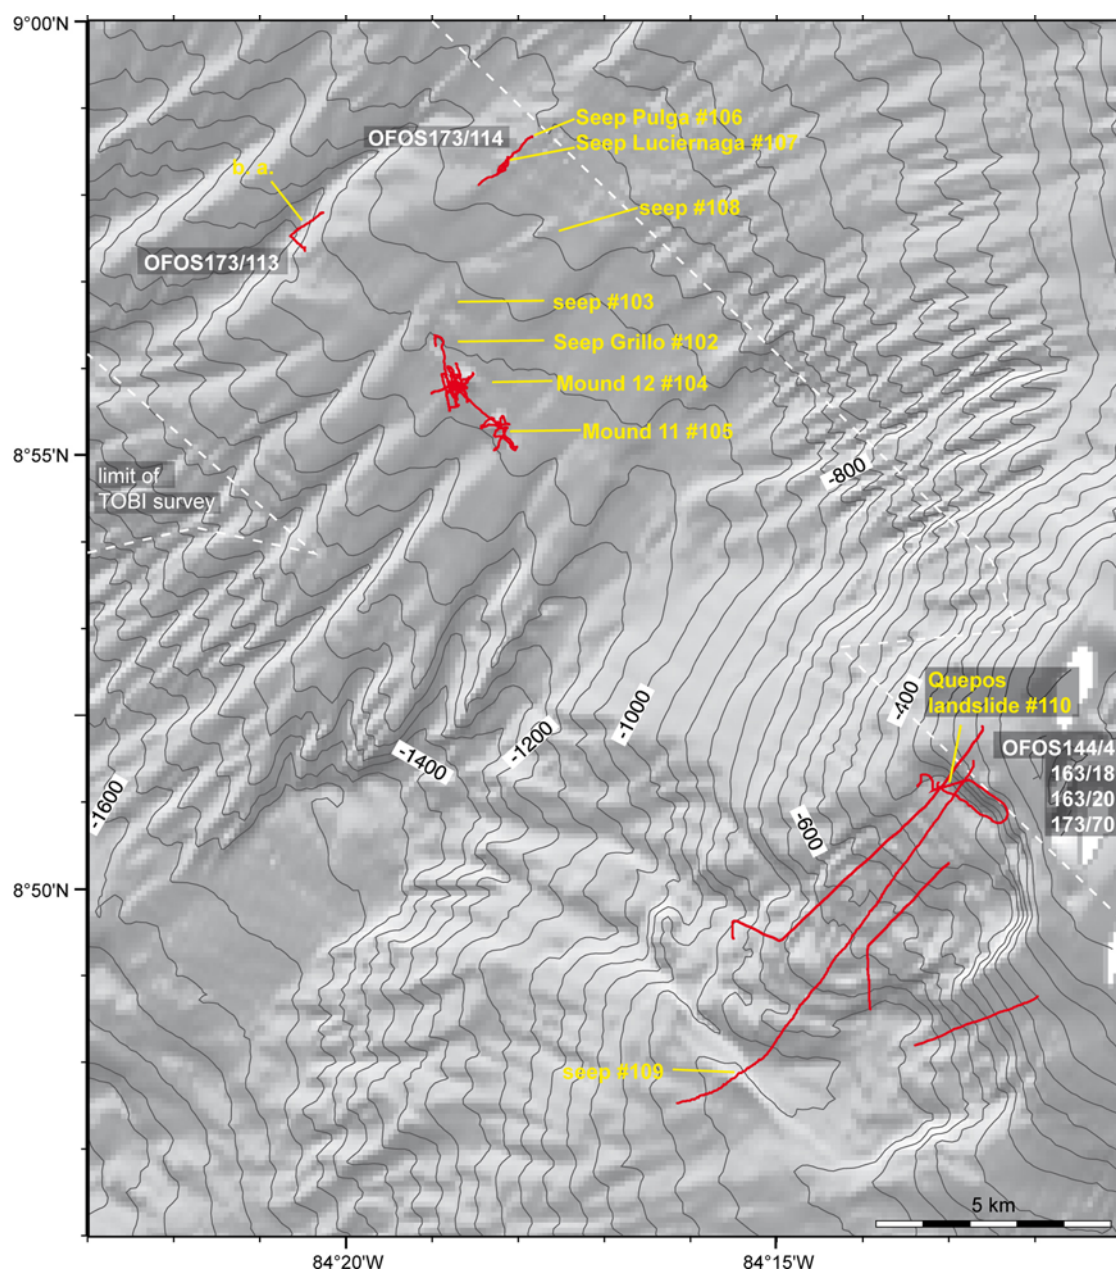 9°00'N
Seep Pulga #106
OFOS173/114
Seep Luciernaga #107
b. a.
seep #108
OFOS173/113
seep #103
Seep Grillo #102
Mound 12 #104
Mound 11 #105
8°55'N
-800
limit of
TOBI survey
Quepos
landslide #110
-400
-1000
-1200
-1400
OFOS144/4
163/18
163/20
173/70
-1600
-600
8°50'N
seep #109
5 km
84°20'W
84°15'W